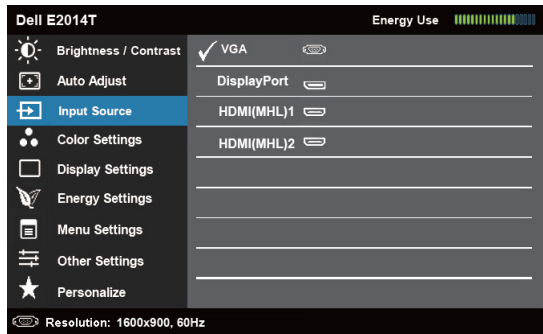 Dell E2014T Energy Use
Brightness / Contrast VGA
Auto Adjust DisplayPort
Input Source HDMI(MHL)1
Color Settings HDMI(MHL)2
Display Settings
Energy Settings
Menu Settings
Other Settings
Personalize
Resolution: 1600x900, 60Hz